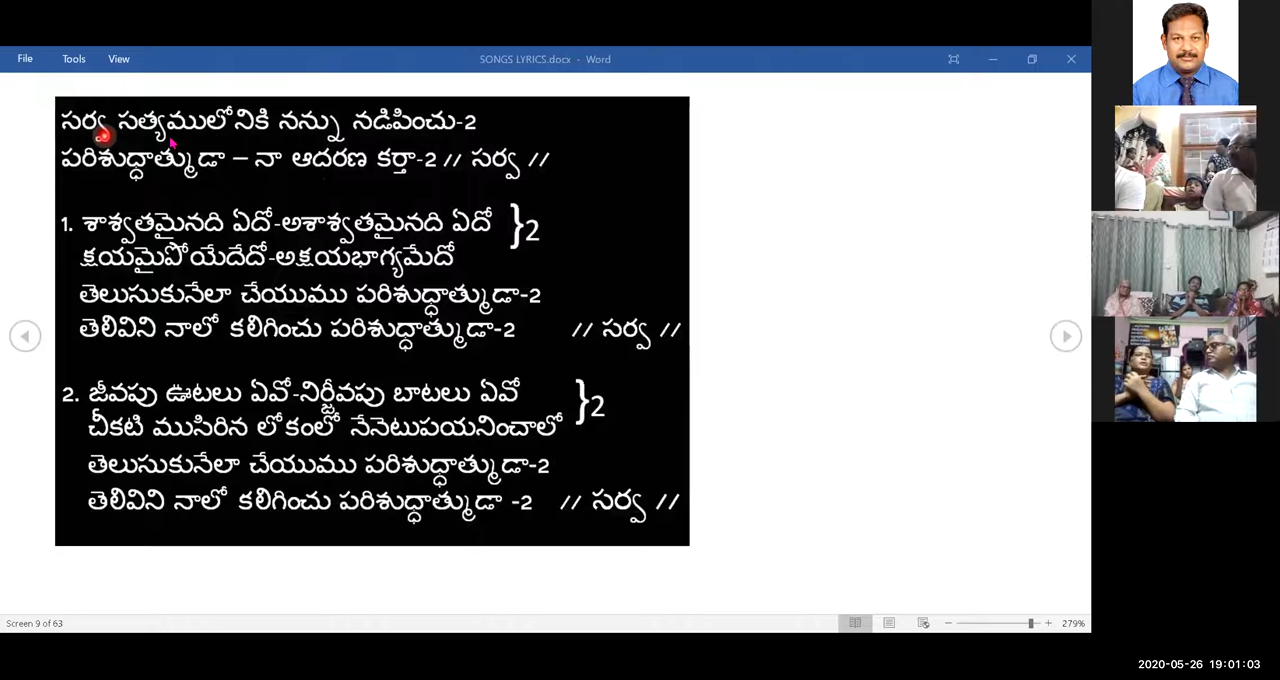 File Tools View SONGS LYRICS.docx - Word
సర్వ సత్యములోనికి నన్ను నడిపించు-2
పరిశుద్ధాత్ముడా – నా ఆదరణ కర్తా-2 // సర్వ //
1. శాశ్వతమైనది ఏదో-అశాశ్వతమైనది ఏదో }2
క్షయమైపోయేదేదో-అక్షయభాగ్యమేదో
తెలుసుకునేలా చేయుము పరిశుద్ధాత్ముడా-2
తెలివిని నాలో కలిగించు పరిశుద్ధాత్ముడా-2 // సర్వ //
2. జీవపు ఊటలు ఏవో-నిర్జీవపు బాటలు ఏవో }2
చీకటి ముసిరిన లోకంలో నేనెటుపయనించాలో
తెలుసుకునేలా చేయుము పరిశుద్ధాత్ముడా-2
తెలివిని నాలో కలిగించు పరిశుద్ధాత్ముడా -2 // సర్వ //
Screen 9 of 63 279%
2020-05-26 19:01:03